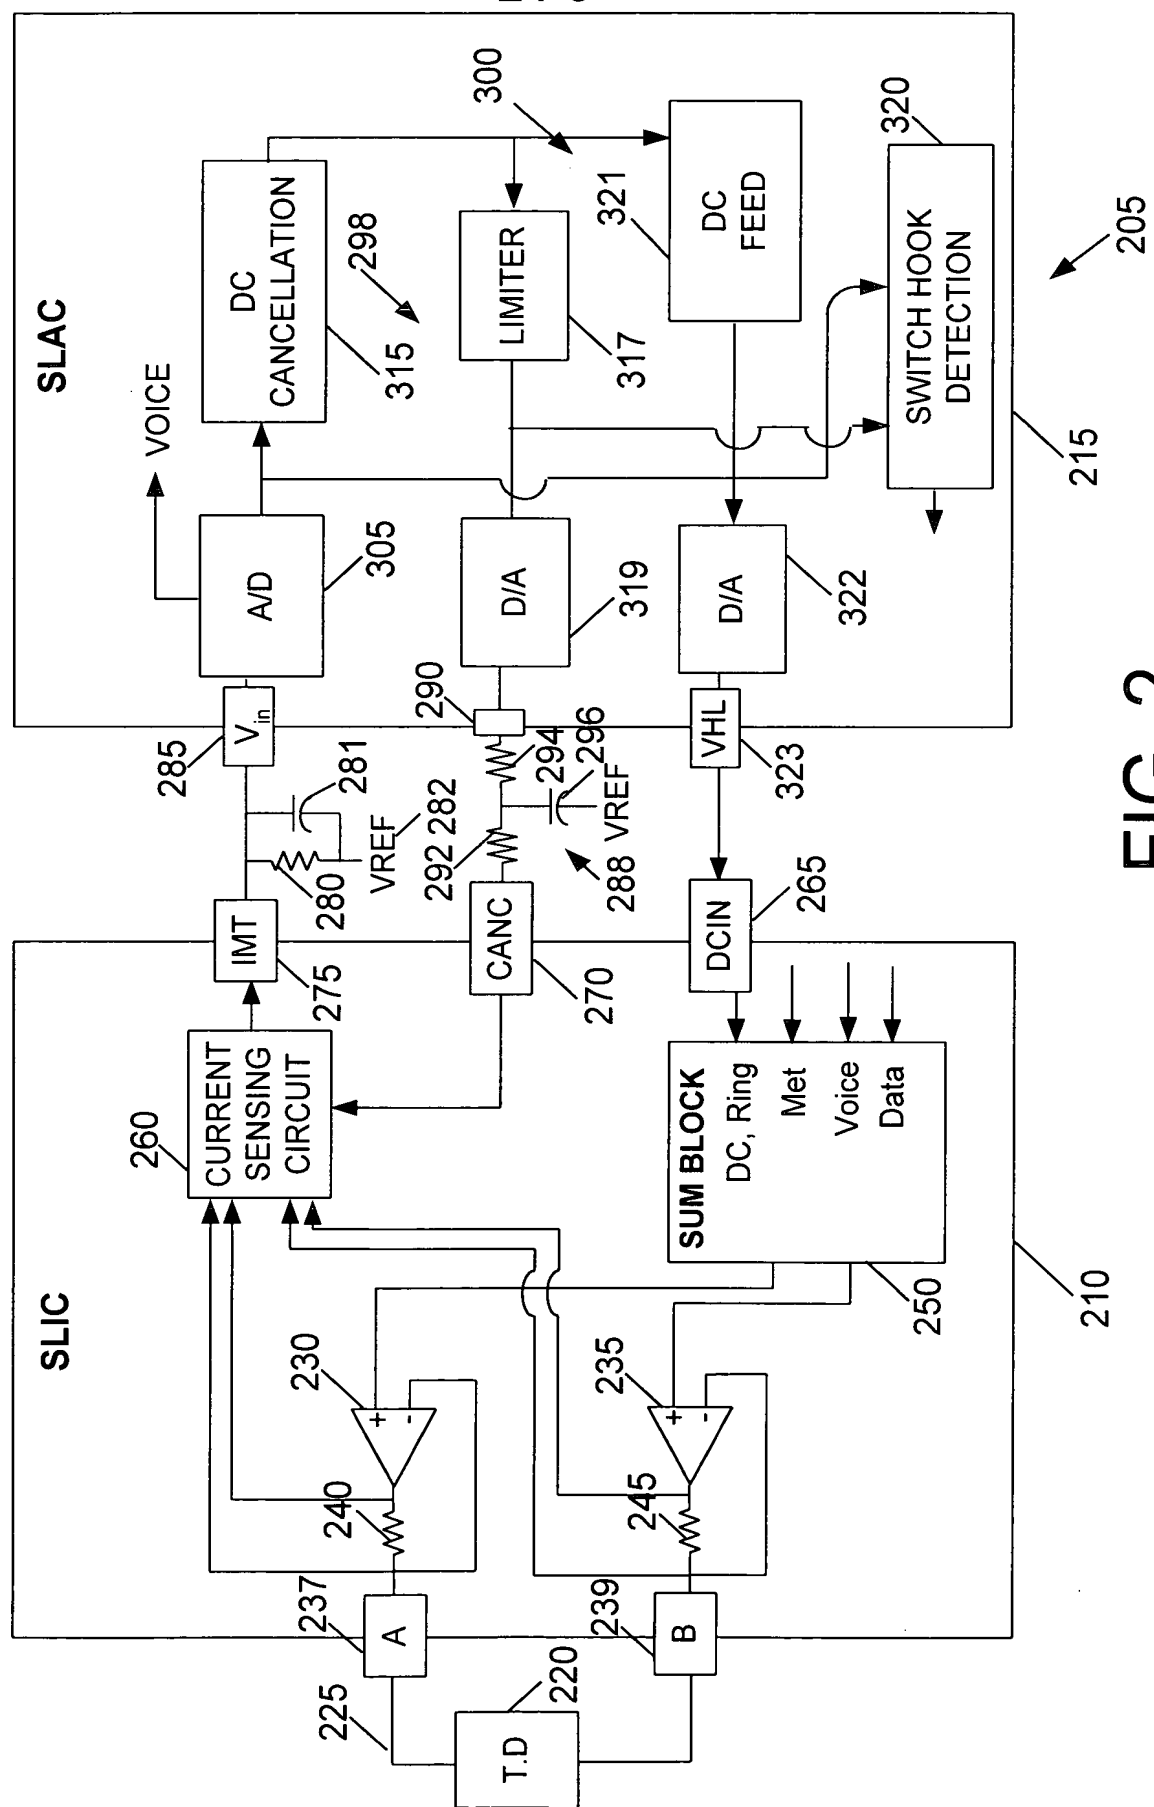 SLIC
SLAC
T.D
220
225
A
237
B
239
240
245
230
+
-
235
+
-
CURRENT
SENSING
CIRCUIT
260
SUM BLOCK
DC, Ring
Met
Voice
Data
250
210
IMT
275
CANC
270
DCIN
265
280
281
VREF
282
292
294
296
VREF
288
Vin
285
290
VHL
323
A/D
305
VOICE
D/A
319
D/A
322
DC
CANCELLATION
315
298
LIMITER
317
300
DC
FEED
321
SWITCH HOOK
DETECTION
320
215
205